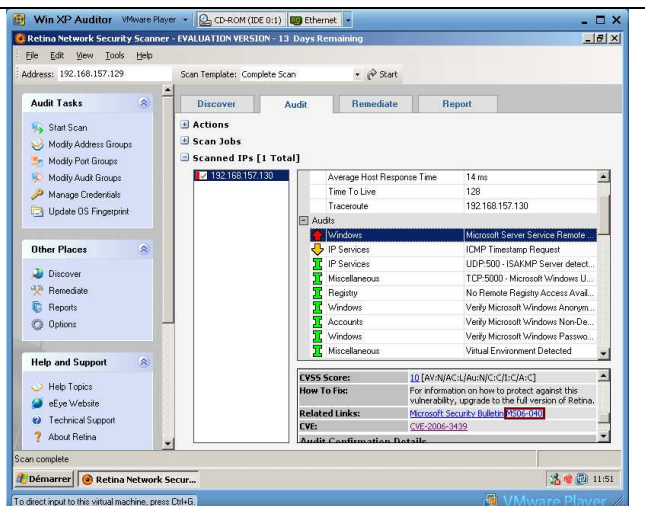 Win XP Auditor VMware Player CD-ROM (IDE 0:1) Ethernet
Retina Network Security Scanner - EVALUATION VERSION - 13 Days Remaining
File Edit View Tools Help
Address: 192.168.157.129 Scan Template: Complete Scan Start
Audit Tasks
Start Scan
Modify Address Groups
Modify Port Groups
Modify Audit Groups
Manage Credentials
Update OS Fingerprint
Other Places
Discover
Remediate
Reports
Options
Help and Support
Help Topics
eEye Website
Technical Support
About Retina
Discover Audit Remediate Report
Actions
Scan Jobs
Scanned IPs [1 Total]
192.168.157.130
Average Host Response Time 14 ms
Time To Live 128
Traceroute 192.168.157.130
Audits
Windows Microsoft Server Service Remote ...
IP Services ICMP Timestamp Request
IP Services UDP:500 - ISAKMP Server detect...
Miscellaneous TCP:5000 - Microsoft Windows U...
Registry No Remote Registry Access Avail...
Windows Verify Microsoft Windows Anonym...
Accounts Verify Microsoft Windows Non-De...
Windows Verify Microsoft Windows Passwo...
Miscellaneous Virtual Environment Detected
CVSS Score: 10 [AV:N/AC:L/Au:N/C:C/I:C/A:C]
How To Fix: For information on how to protect against this
vulnerability, upgrade to the full version of Retina.
Related Links: Microsoft Security Bulletin MS06-040
CVE: CVE-2006-3439
Audit Confirmation Details
Scan complete
Démarrer Retina Network Secur... 11:51
To direct input to this virtual machine, press Ctrl+G. VMware Player